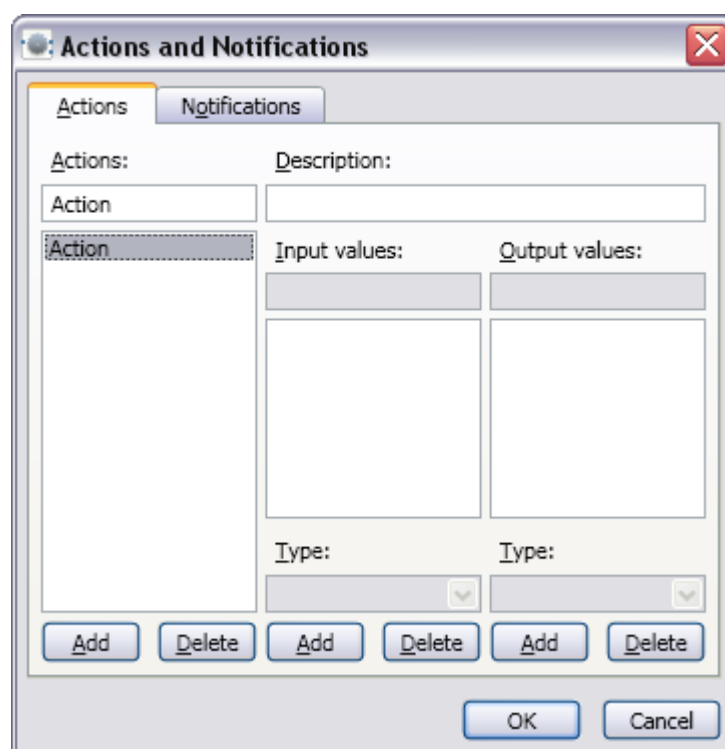 Actions and Notifications
Actions Notifications
Actions: Description:
Action
Action Input values: Output values:
Type: Type:
Add Delete Add Delete Add Delete
OK Cancel